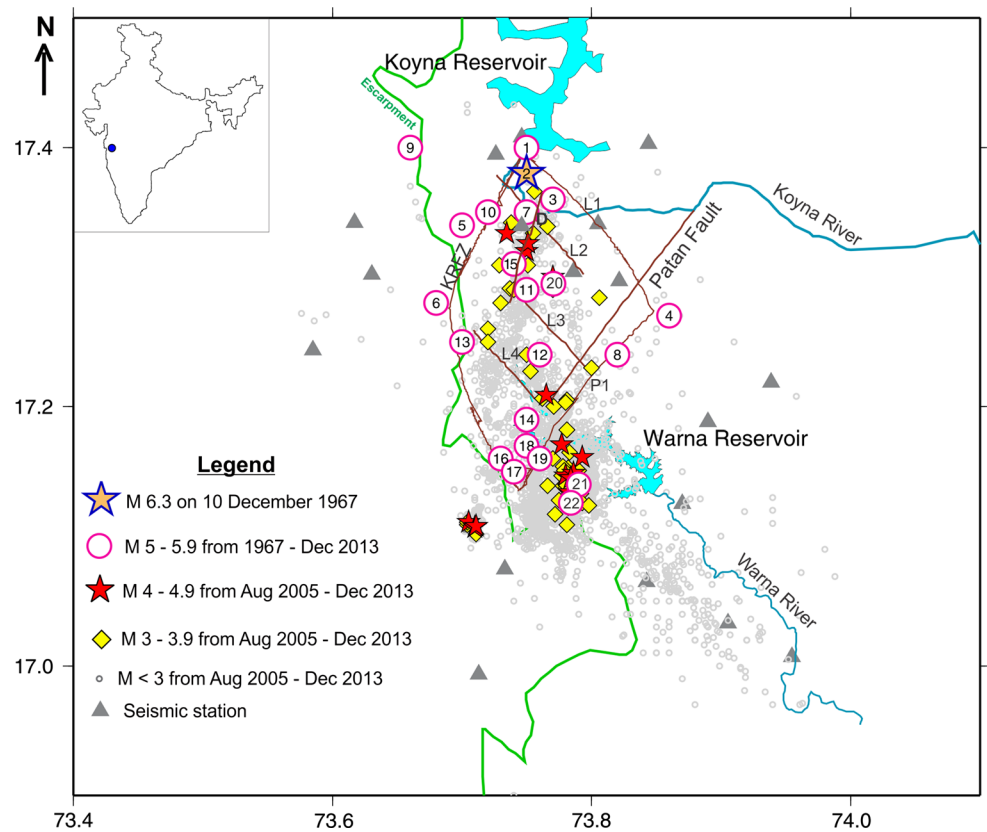 N
Koyna Reservoir
Escarpment
17.4
9
1
2
3
L1
10
7
D
5
Koyna River
KRFZ
L2
Patan Fault
15
20
11
6
4
L3
13
L4
12
8
P1
17.2
14
Warna Reservoir
18
16
19
17
21
22
Legend
M 6.3 on 10 December 1967
M 5 - 5.9 from 1967 - Dec 2013
M 4 - 4.9 from Aug 2005 - Dec 2013
M 3 - 3.9 from Aug 2005 - Dec 2013
M < 3 from Aug 2005 - Dec 2013
Seismic station
Warna River
17.0
73.4
73.6
73.8
74.0